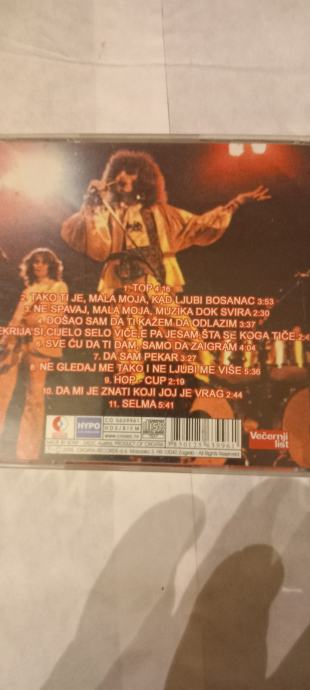 1. TOP 4:16
2. TAKO TI JE, MALA MOJA, KAD LJUBI BOSANAC 3:53
3. NE SPAVAJ, MALA MOJA, MUZIKA DOK SVIRA 2:30
4. DOŠAO SAM DA TI KAŽEM DA ODLAZIM 3:37
EKRIJA SI CIJELO SELO VIČE E PA JESAM ŠTA SE KOGA TIČE
6. SVE ĆU DA TI DAM, SAMO DA ZAIGRAM 4:04
7. DA SAM PEKAR 3:27
8. NE GLEDAJ ME TAKO I NE LJUBI ME VIŠE 5:36
9. HOP - CUP 2:19
10. DA MI JE ZNATI KOJI JOJ JE VRAG 2:44
11. SELMA 5:41
CD 5639961
HYPO
Večernji list